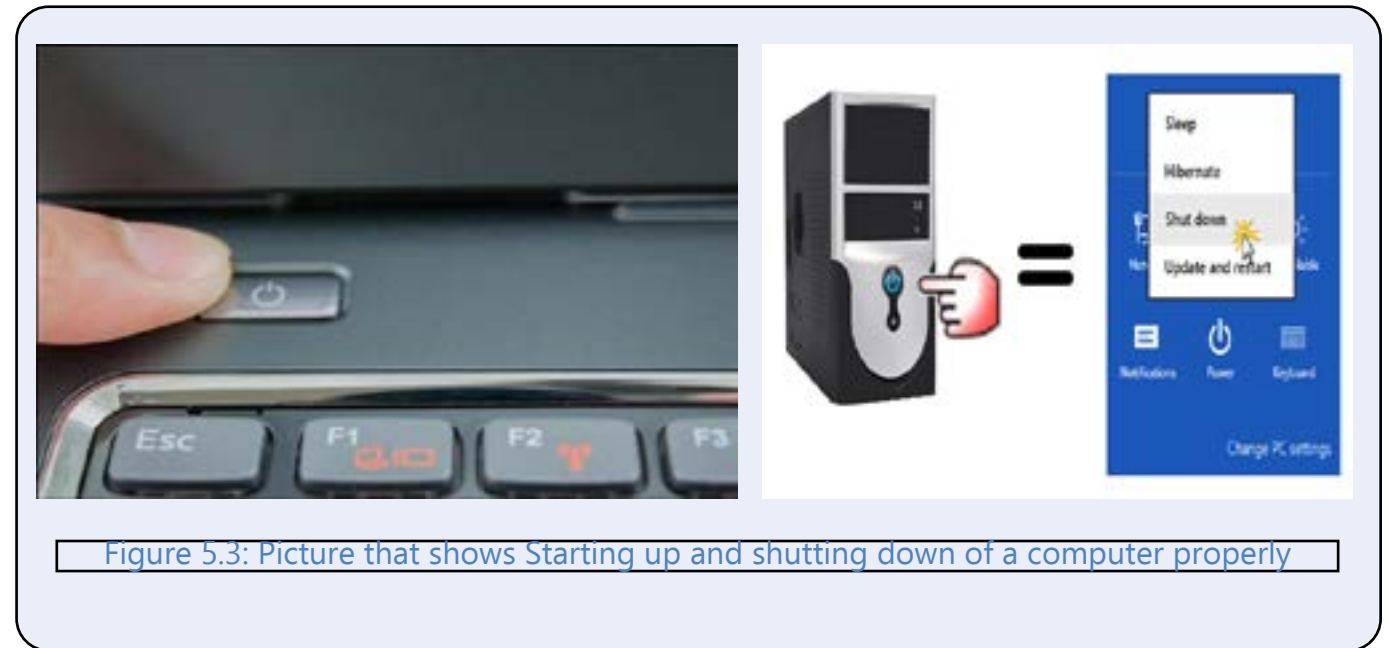 Esc
F1
F2
F3
Sleep
Hibernate
Shut down
Update and restart
Notifications
Power
Keyboard
Change PC settings
Figure 5.3: Picture that shows Starting up and shutting down of a computer properly